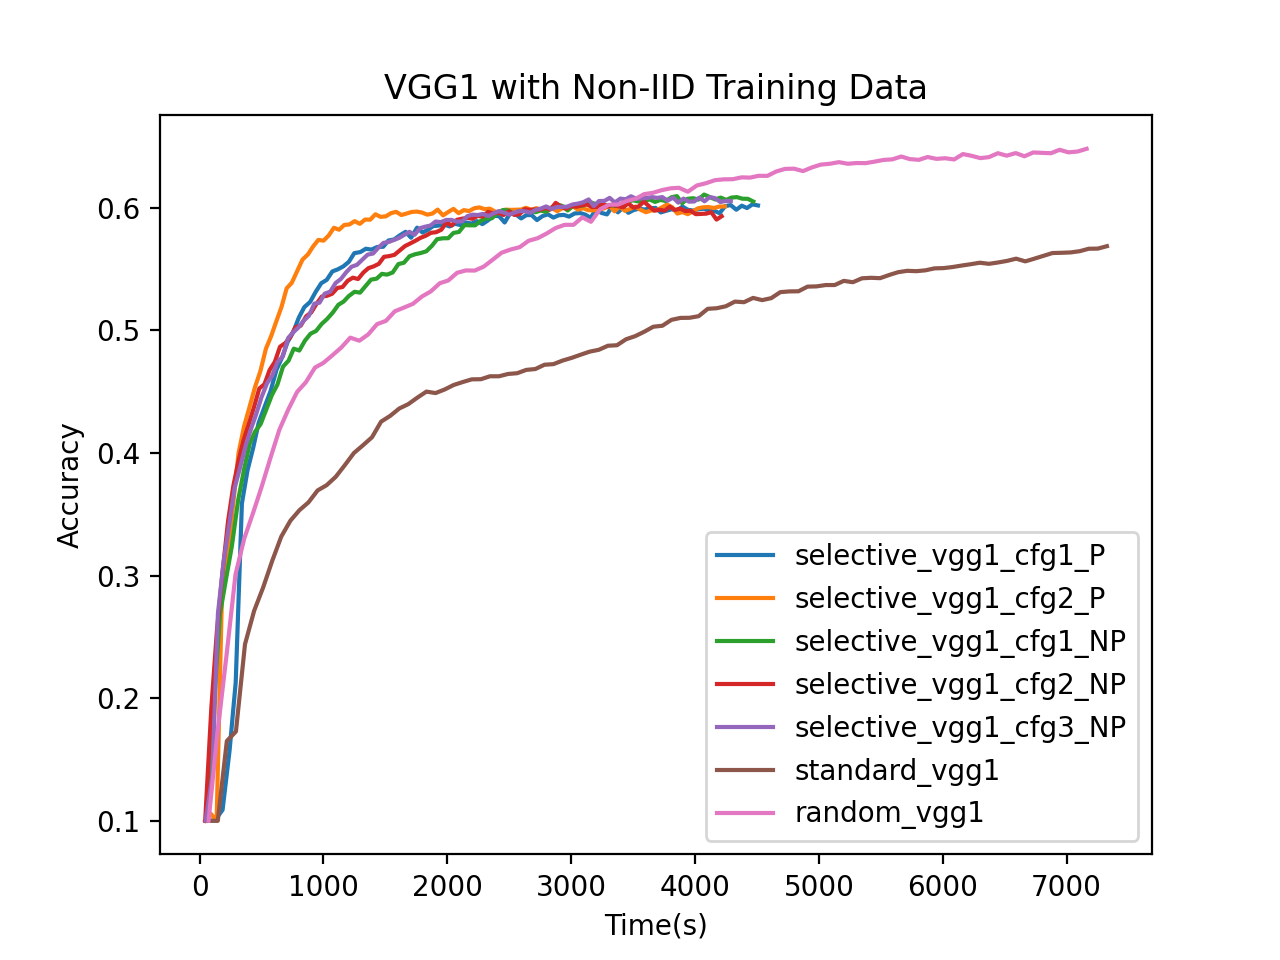 VGG1 with Non-IID Training Data
Accuracy
0.6
0.5
0.4
0.3
0.2
0.1
selective_vgg1_cfg1_P
selective_vgg1_cfg2_P
selective_vgg1_cfg1_NP
selective_vgg1_cfg2_NP
selective_vgg1_cfg3_NP
standard_vgg1
random_vgg1
0 1000 2000 3000 4000 5000 6000 7000
Time(s)